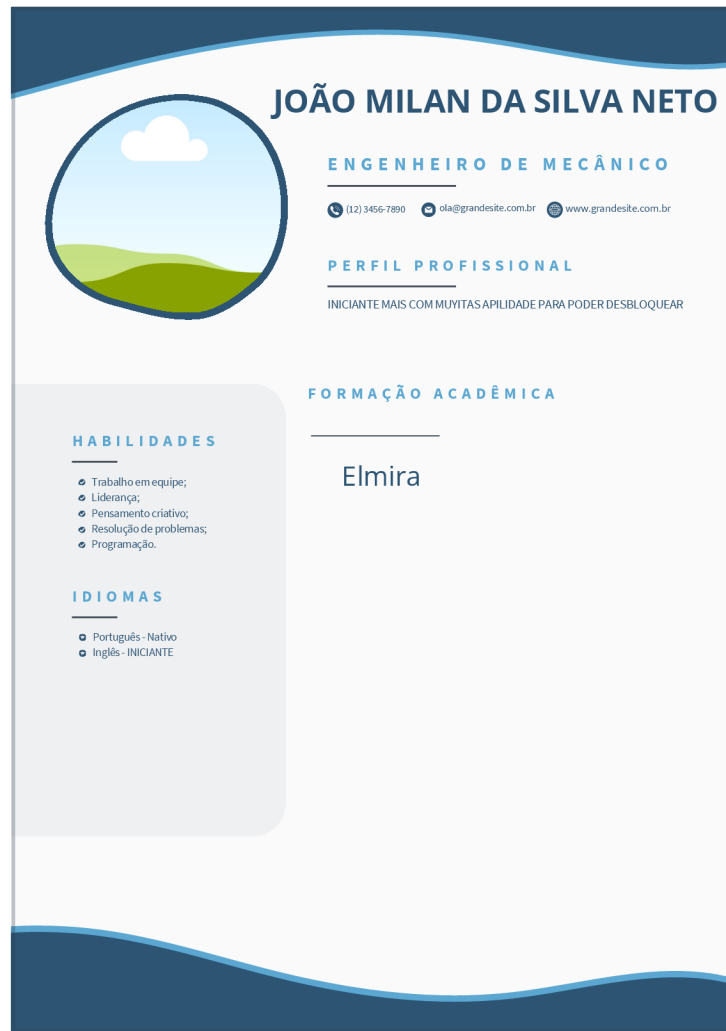 JOÃO MILAN DA SILVA NETO
ENGENHEIRO DE MECÂNICO
(12) 3456-7890 ola@grandesite.com.br www.grandesite.com.br
PERFIL PROFISSIONAL
INICIANTE MAIS COM MUYITAS APILIDADE PARA PODER DESBLOQUEAR
FORMAÇÃO ACADÊMICA
Elmira
HABILIDADES
Trabalho em equipe;
Liderança;
Pensamento criativo;
Resolução de problemas;
Programação.
IDIOMAS
Português - Nativo
Inglês - INICIANTE